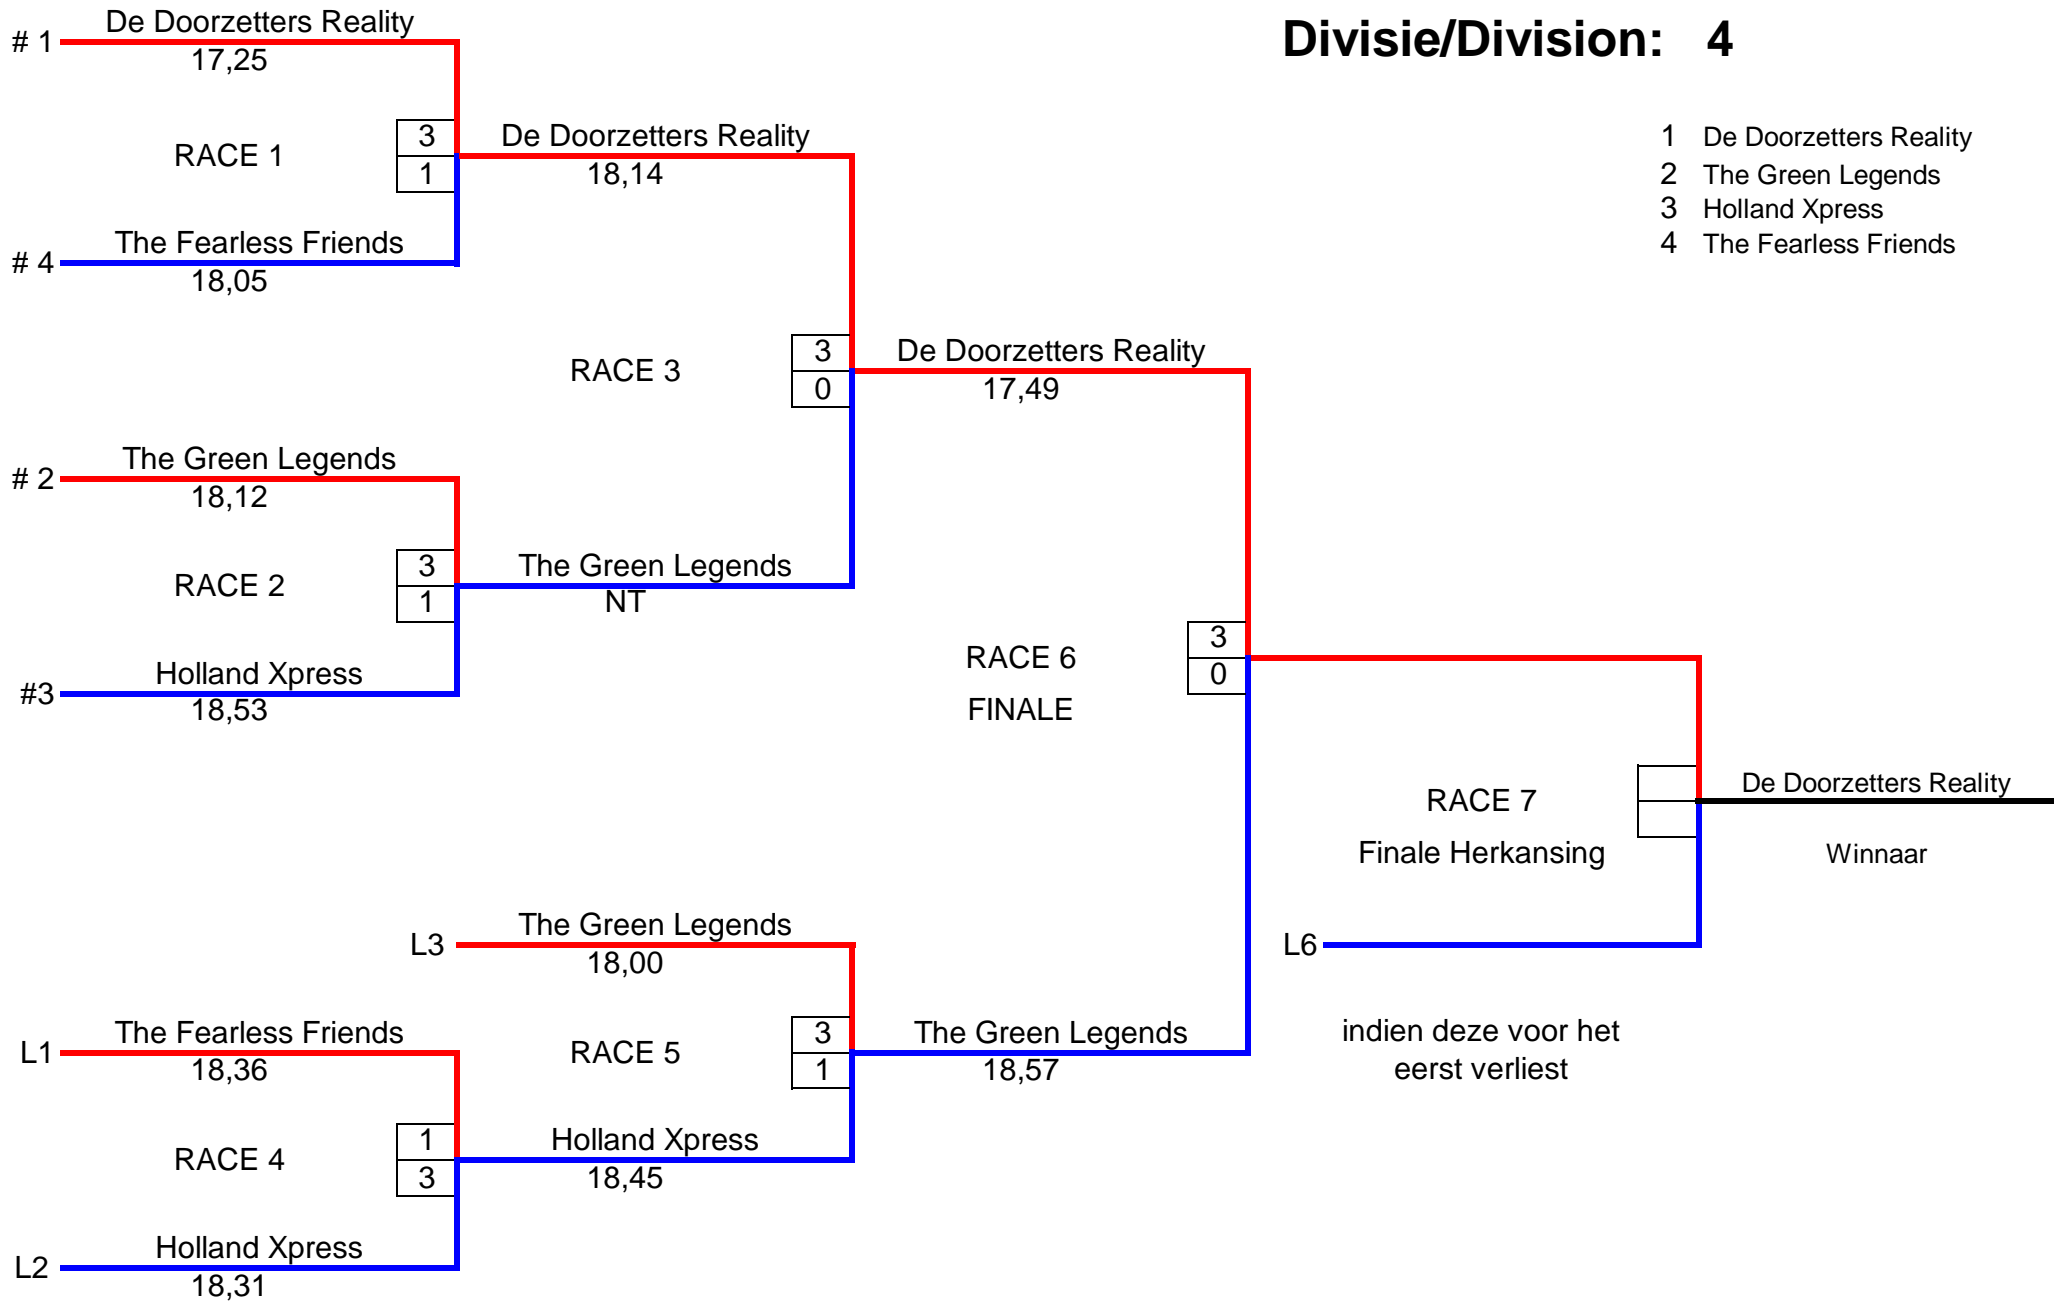 Divisie/Division: 4
1 De Doorzetters Reality
2 The Green Legends
3 Holland Xpress
4 The Fearless Friends
# 1
De Doorzetters Reality
17,25
RACE 1
3
1
# 4
The Fearless Friends
18,05
De Doorzetters Reality
18,14
RACE 3
3
0
# 2
The Green Legends
18,12
RACE 2
3
1
#3
Holland Xpress
18,53
The Green Legends
NT
De Doorzetters Reality
17,49
RACE 6
FINALE
3
0
RACE 7
Finale Herkansing
De Doorzetters Reality
Winnaar
L6
indien deze voor het
eerst verliest
L3
The Green Legends
18,00
RACE 5
3
1
The Green Legends
18,57
L1
The Fearless Friends
18,36
RACE 4
1
3
Holland Xpress
18,45
L2
Holland Xpress
18,31